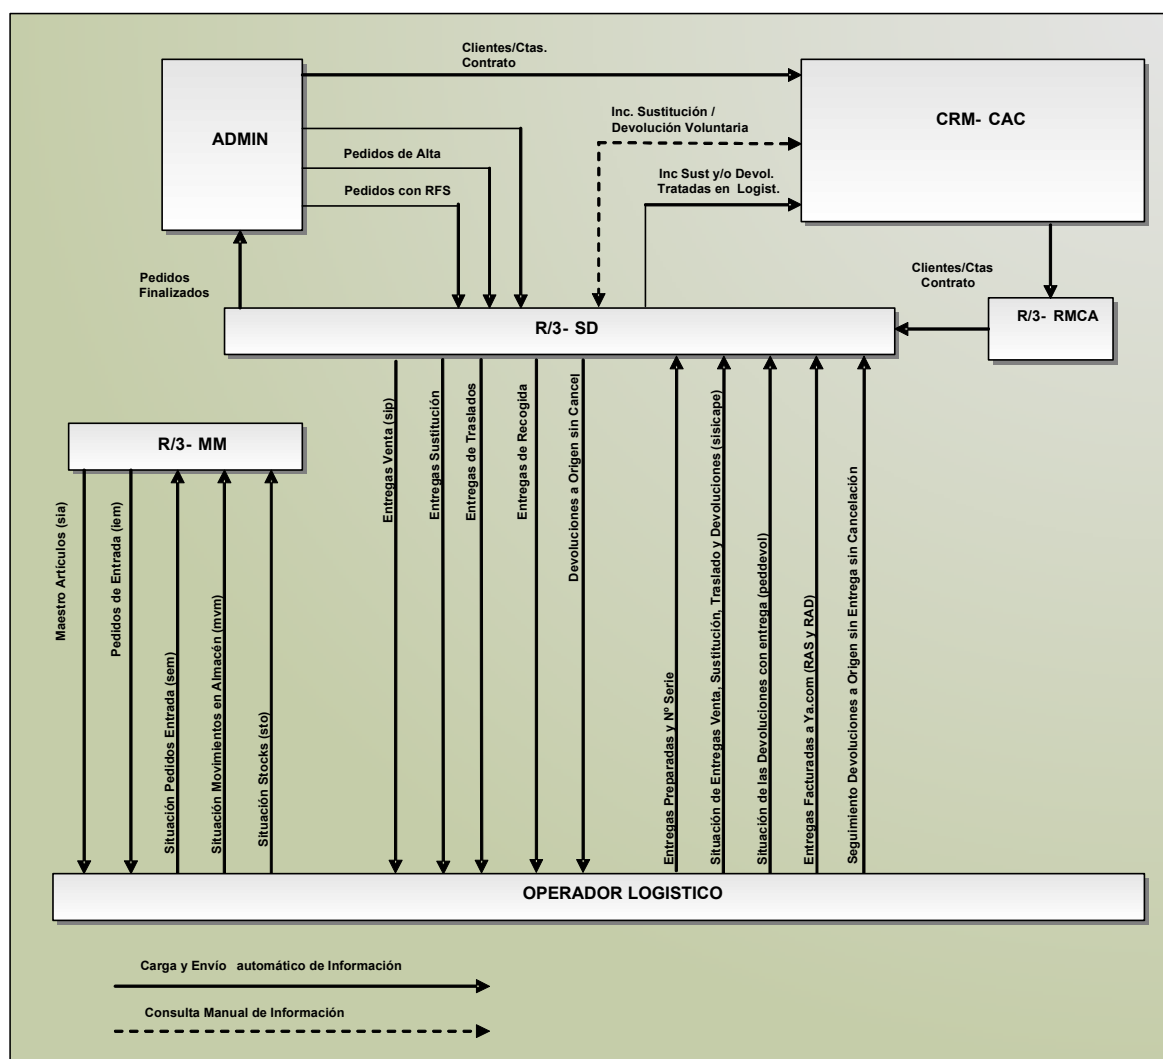 Clientes/Ctas.
Contrato
ADMIN
CRM- CAC
Inc. Sustitución /
Devolución Voluntaria
Pedidos de Alta
Inc Sust y/o Devol.
Tratadas en Logist.
Pedidos con RFS
Pedidos
Finalizados
Clientes/Ctas
Contrato
R/3- SD
R/3- RMCA
R/3- MM
Maestro Artículos (sia)
Pedidos de Entrada (iem)
Situación Pedidos Entrada (sem)
Situación Movimientos en Almacén (mvm)
Situación Stocks (sto)
Entregas Venta (sip)
Entregas Sustitución
Entregas de Traslados
Entregas de Recogida
Devoluciones a Origen sin Cancel
Entregas Preparadas y Nº Serie
Situación de Entregas Venta, Sustitución, Traslado y Devoluciones (sisicape)
Situación de las Devoluciones con entrega (peddevol)
Entregas Facturadas a Ya.com (RAS y RAD)
Seguimiento Devoluciones a Origen sin Entrega sin Cancelación
OPERADOR LOGISTICO
Carga y Envío automático de Información
Consulta Manual de Información